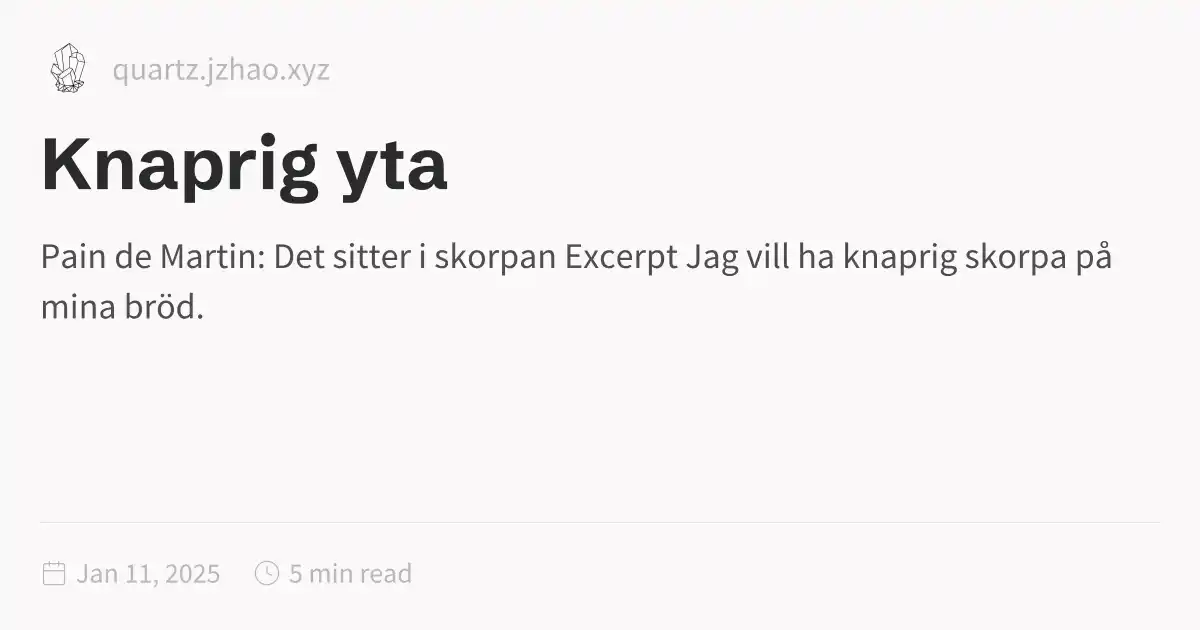 quartz.jzhao.xyz
Knaprig yta
Pain de Martin: Det sitter i skorpan Excerpt Jag vill ha knaprig skorpa på
mina bröd.
Jan 11, 2025 5 min read